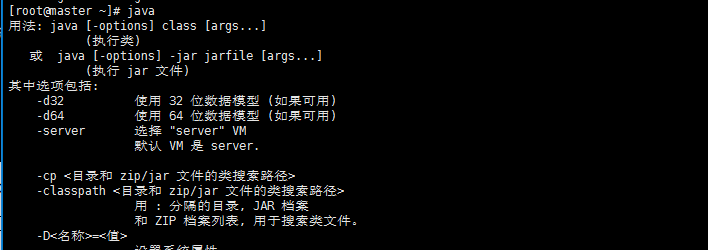 [root@master ~]# java
用法: java [-options] class [args...]
(执行类)
或 java [-options] -jar jarfile [args...]
(执行 jar 文件)
其中选项包括:
-d32 使用 32 位数据模型 (如果可用)
-d64 使用 64 位数据模型 (如果可用)
-server 选择 "server" VM
默认 VM 是 server.
-cp <目录和 zip/jar 文件的类搜索路径>
-classpath <目录和 zip/jar 文件的类搜索路径>
用 : 分隔的目录, JAR 档案
和 ZIP 档案列表, 用于搜索类文件。
-D<名称>=<值>